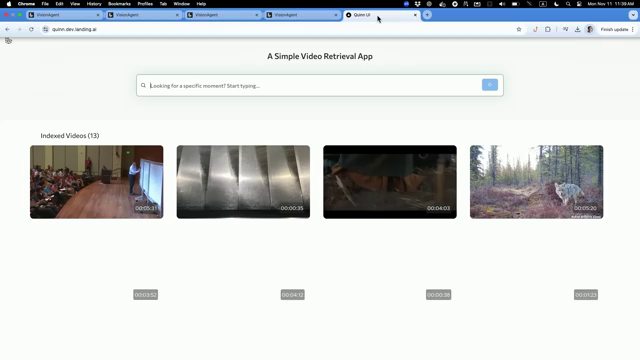 Chrome File Edit View History Bookmarks Profiles Tab Window Help
Mon Nov 11 11:38 AM
VisionAgent VisionAgent VisionAgent VisionAgent Quinn UI
quinn.dev.landing.ai
Finish update
A Simple Video Retrieval App
Looking for a specific moment? Start typing...
Indexed Videos (13)
00:00:35 00:04:03 00:05:20
00:03:52 00:04:12 00:00:38 00:01:23